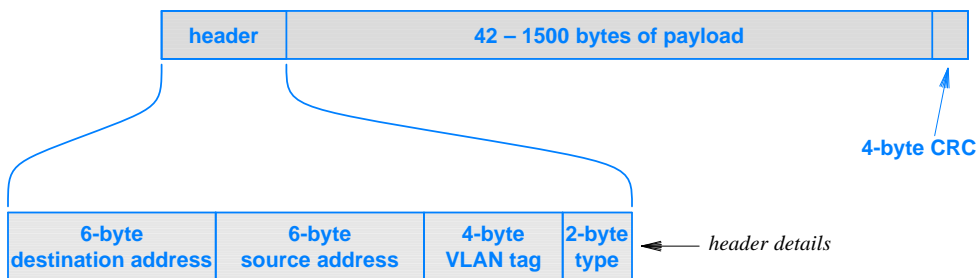 header
42 – 1500 bytes of payload
4-byte CRC
6-byte
destination address
6-byte
source address
4-byte
VLAN tag
2-byte
type
header details